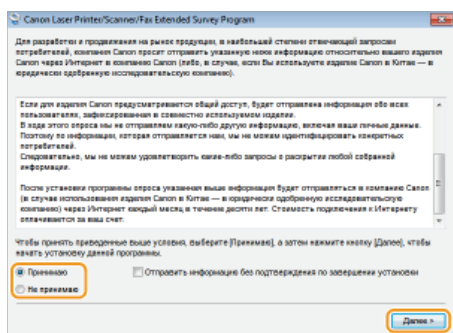 Canon Laser Printer/Scanner/Fax Extended Survey Program
Для разработки и продвижения на рынок продукции, в наибольшей степени отвечающей запросам
потребителей, компания Canon просит отправить указанную ниже информацию относительно вашего изделия
Canon через Интернет в компанию Canon (либо, в случае, если Вы используете изделие Canon в Китае — в
юридически одобренную исследовательскую компанию).
Если для изделия Canon предусматривается общий доступ, будет отправлена информация обо всех
пользователях, зафиксированная в совместно используемом изделии.
В ходе этого опроса мы не отправляем какую-либо другую информацию, включая ваши личные данные.
Поэтому по информации, которая отправляется нам, мы не можем идентифицировать конкретных
потребителей.
Следовательно, мы не можем удовлетворить какие-либо запросы о раскрытии любой собранной
информации.
После установки программы опроса указанная выше информация будет отправляться в компанию Canon
(в случае использования изделия Canon в Китае — в юридически одобренную исследовательскую
компанию) через Интернет каждый месяц в течение десяти лет. Стоимость подключения к Интернету
оплачивается за ваш счет.
Чтобы принять приведенные выше условия, выберите [Принимаю], а затем нажмите кнопку [Далее], чтобы
начать установку данной программы.
Принимаю
Отправить информацию без подтверждения по завершении установки
Не принимаю
Далее >